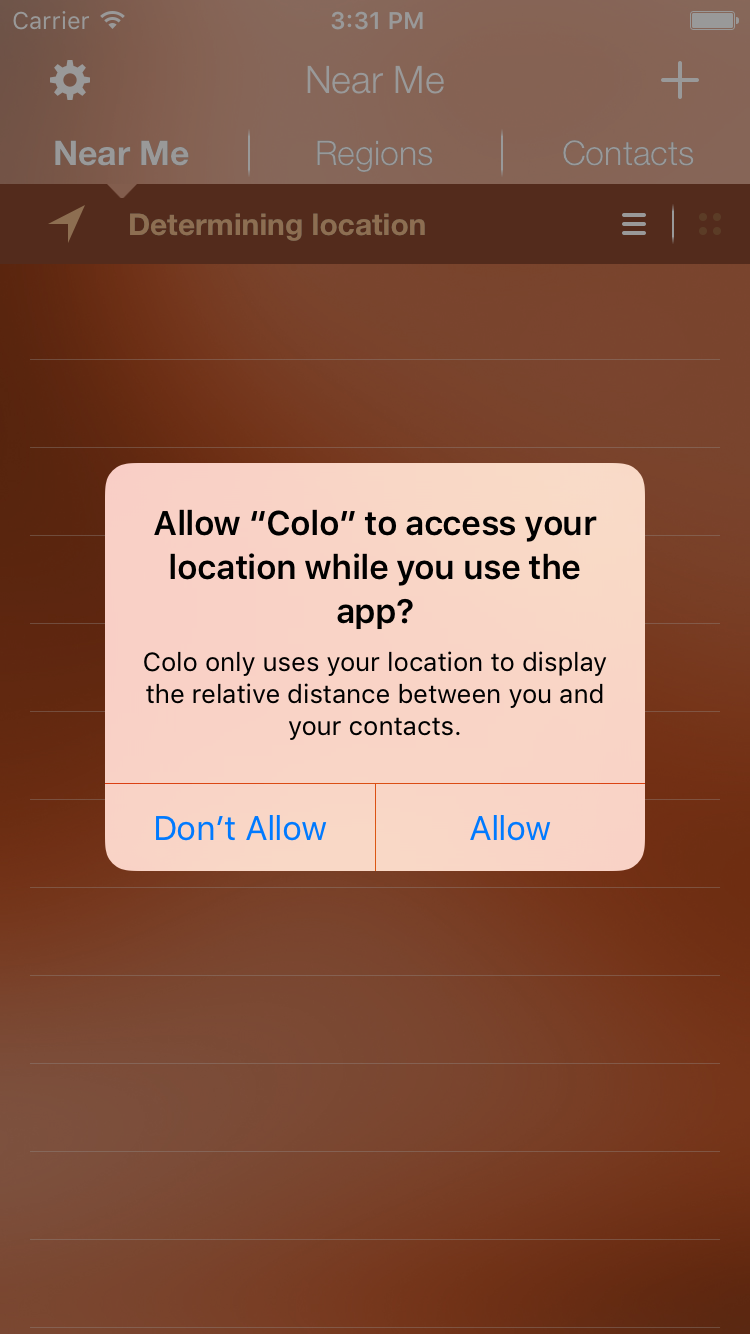 Carrier 3:31 PM
Near Me
Near Me Regions Contacts
Determining location
Allow “Colo” to access your
location while you use the
app?
Colo only uses your location to display
the relative distance between you and
your contacts.
Don’t Allow Allow